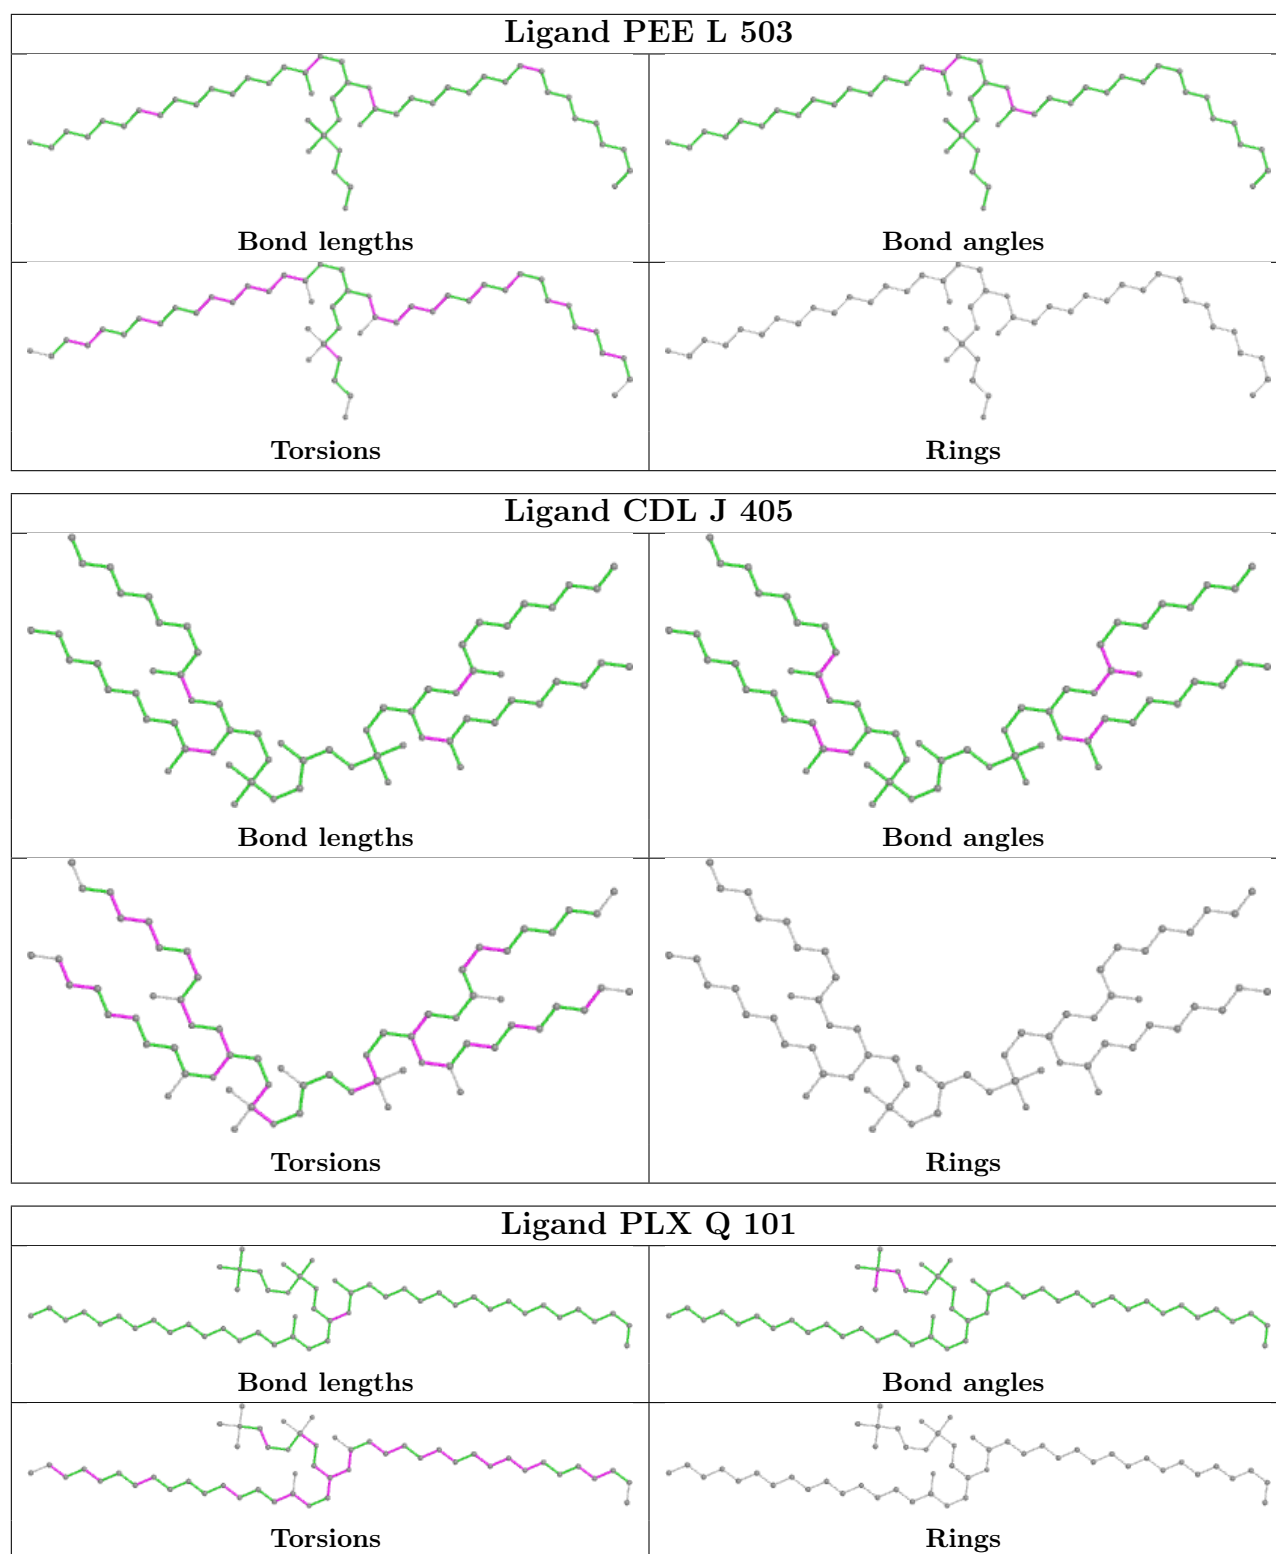 Ligand PEE L 503
Bond lengths
Bond angles
Torsions
Rings
Ligand CDL J 405
Bond lengths
Bond angles
Torsions
Rings
Ligand PLX Q 101
Bond lengths
Bond angles
Torsions
Rings